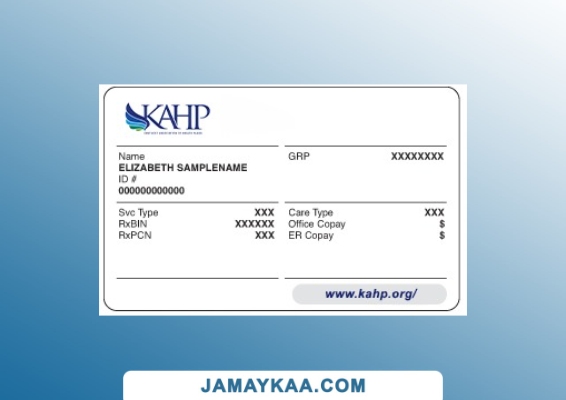 KAHP
Name
ELIZABETH SAMPLENAME
ID #
000000000000
GRP XXXXXXXX
Svc Type XXX
RxBIN XXXXXX
RxPCN XXX
Care Type XXX
Office Copay $
ER Copay $
www.kahp.org/
JAMAYKAA.COM